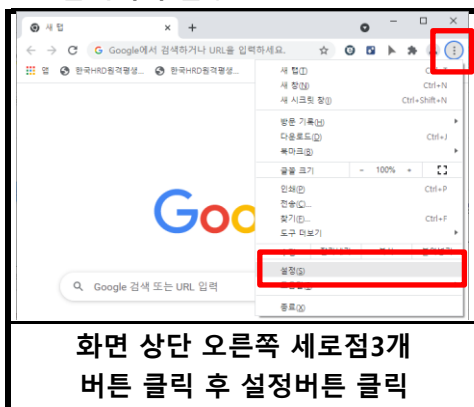 새 탭
Google에서 검색하거나 URL을 입력하세요.
앱 한국HRD원격평생... 한국HRD원격평생...
새 탭(T)
새 창(N) Ctrl+N
새 시크릿 창(I) Ctrl+Shift+N
방문 기록(H)
다운로드(D) Ctrl+J
북마크(B)
글꼴 크기 - 100% +
인쇄(P) Ctrl+P
전송(C)...
찾기(F)... Ctrl+F
도구 더보기
설정(S)
종료(X)
Goo
Google 검색 또는 URL 입력
화면 상단 오른쪽 세로점3개
버튼 클릭 후 설정버튼 클릭